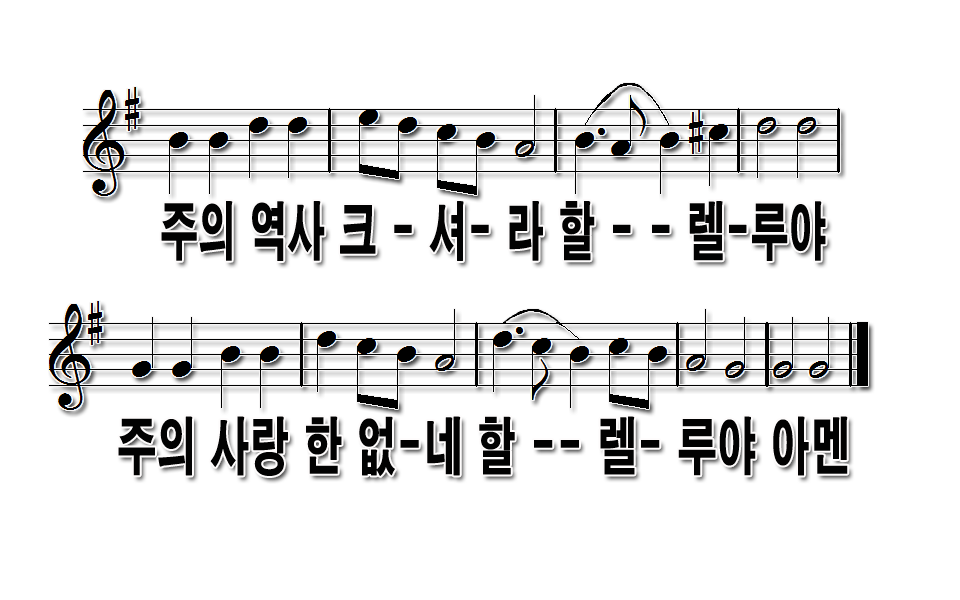 주의 역사 크 - 셔- 라 할 - - 렐-루야
주의 사랑 한 없-네 할 -- 렐- 루야 아멘